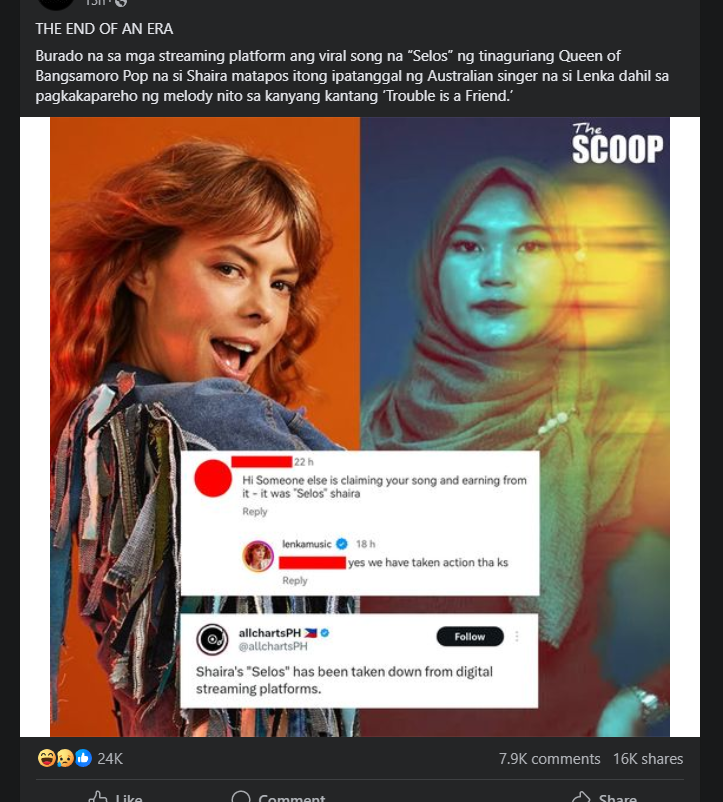 THE END OF AN ERA
Burado na sa mga streaming platform ang viral song na “Selos” ng tinaguriang Queen of
Bangsamoro Pop na si Shaira matapos itong ipatanggal ng Australian singer na si Lenka dahil sa
pagkakapareho ng melody nito sa kanyang kantang ‘Trouble is a Friend.’
The
SCOOP
22 h
Hi Someone else is claiming your song and earning from
it - it was "Selos" shaira
Reply
lenkamusic 18 h
yes we have taken action tha ks
Reply
allchartsPH
@allchartsPH
Follow
Shaira's "Selos" has been taken down from digital
streaming platforms.
24K 7.9K comments 16K shares
Like Comment Share